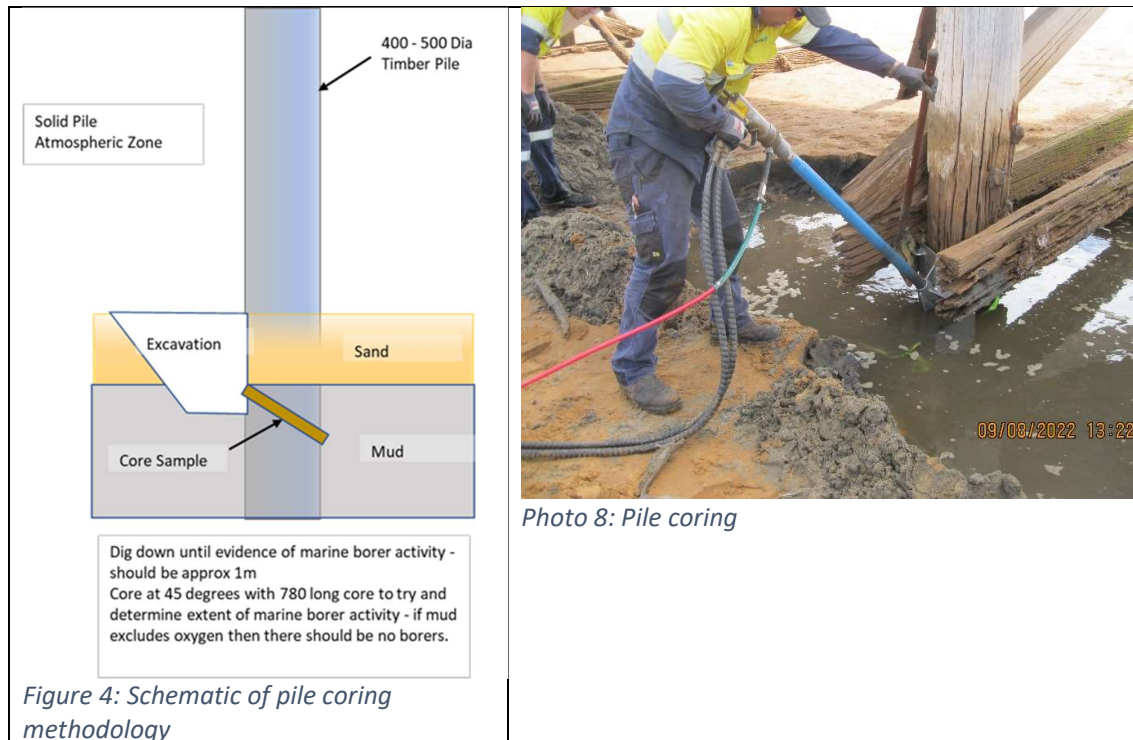 400 - 500 Dia
Timber Pile
Solid Pile
Atmospheric Zone
Excavation
Sand
Core Sample
Mud
Dig down until evidence of marine borer activity -
should be approx 1m
Core at 45 degrees with 780 long core to try and
determine extent of marine borer activity - if mud
excludes oxygen then there should be no borers.
Figure 4: Schematic of pile coring
methodology
09/08/2022 13:22
Photo 8: Pile coring